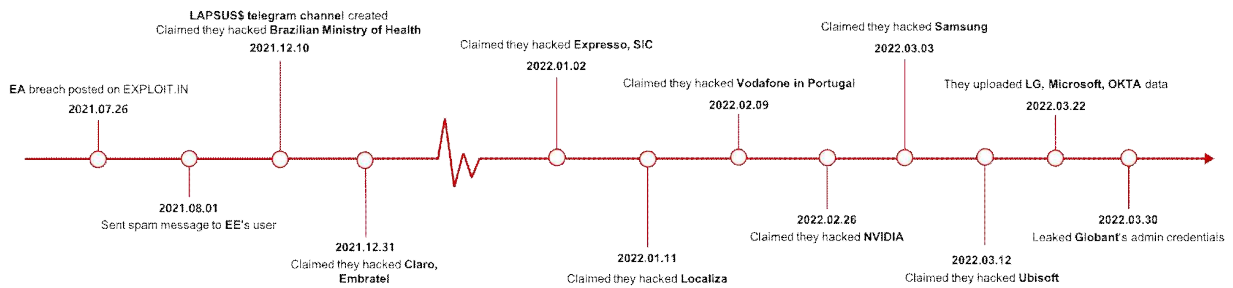 LAPSUS$ telegram channel created
Claimed they hacked Brazilian Ministry of Health
2021.12.10
EA breach posted on EXPLOIT.IN
2021.07.26
2021.08.01
Sent spam message to EE's user
2021.12.31
Claimed they hacked Claro,
Embratel
Claimed they hacked Expresso, SIC
2022.01.02
2022.01.11
Claimed they hacked Localiza
Claimed they hacked Vodafone in Portugal
2022.02.09
2022.02.26
Claimed they hacked NVIDIA
Claimed they hacked Samsung
2022.03.03
2022.03.12
Claimed they hacked Ubisoft
They uploaded LG, Microsoft, OKTA data
2022.03.22
2022.03.30
Leaked Globant's admin credentials